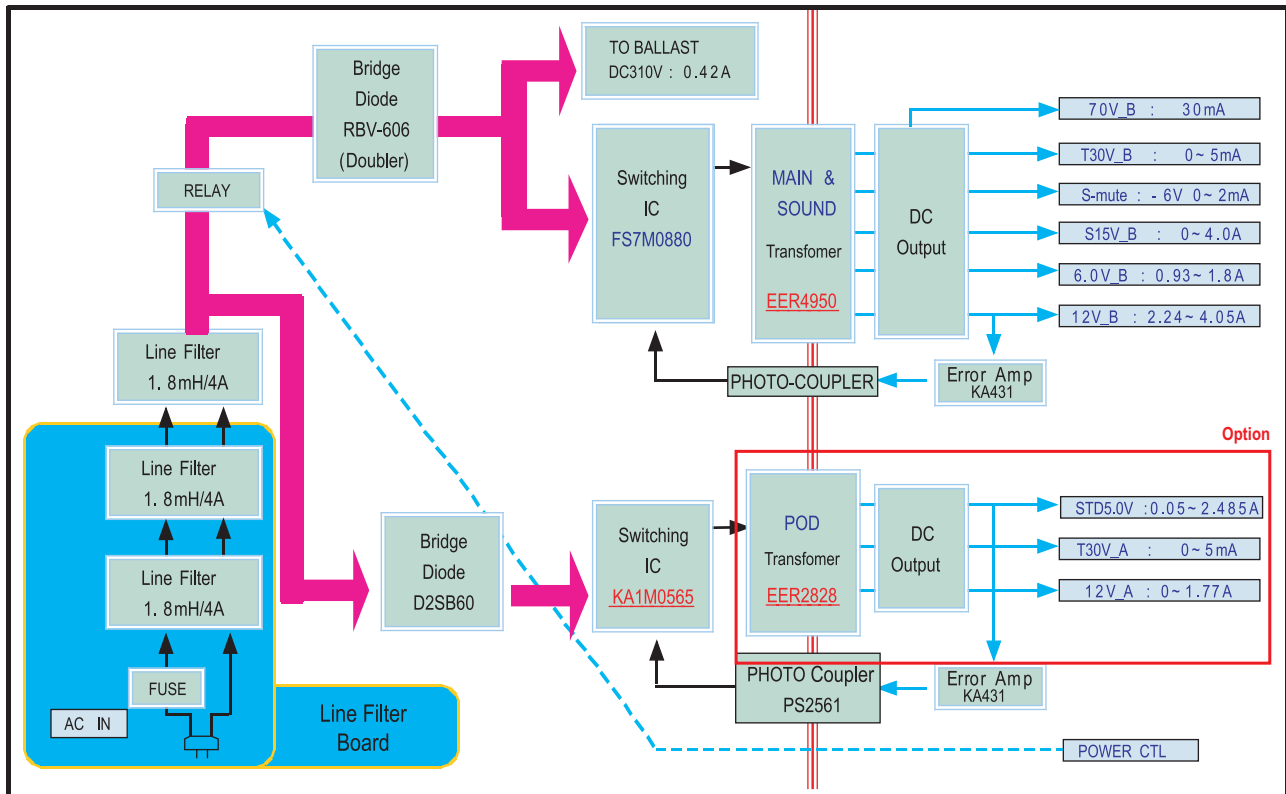 TO BALLAST
DC310V : 0.42A
Bridge
Diode
RBV-606
(Doubler)
RELAY
Switching
IC
FS7M0880
MAIN &
SOUND
Transfomer
EER4950
DC
Output
70V_B : 30mA
T30V_B : 0~ 5mA
S-mute : - 6V 0~ 2mA
S15V_B : 0~ 4.0A
6.0V_B : 0.93~ 1.8A
12V_B : 2.24~ 4.05A
PHOTO-COUPLER
Error Amp
KA431
Line Filter
1. 8mH/4A
Line Filter
1. 8mH/4A
Line Filter
1. 8mH/4A
FUSE
AC IN
Line Filter
Board
Bridge
Diode
D2SB60
Switching
IC
KA1M0565
Option
POD
Transfomer
EER2828
DC
Output
STD5.0V :0.05~ 2.485A
T30V_A : 0~ 5mA
12V_A : 0~ 1.77A
PHOTO Coupler
PS2561
Error Amp
KA431
POWER CTL